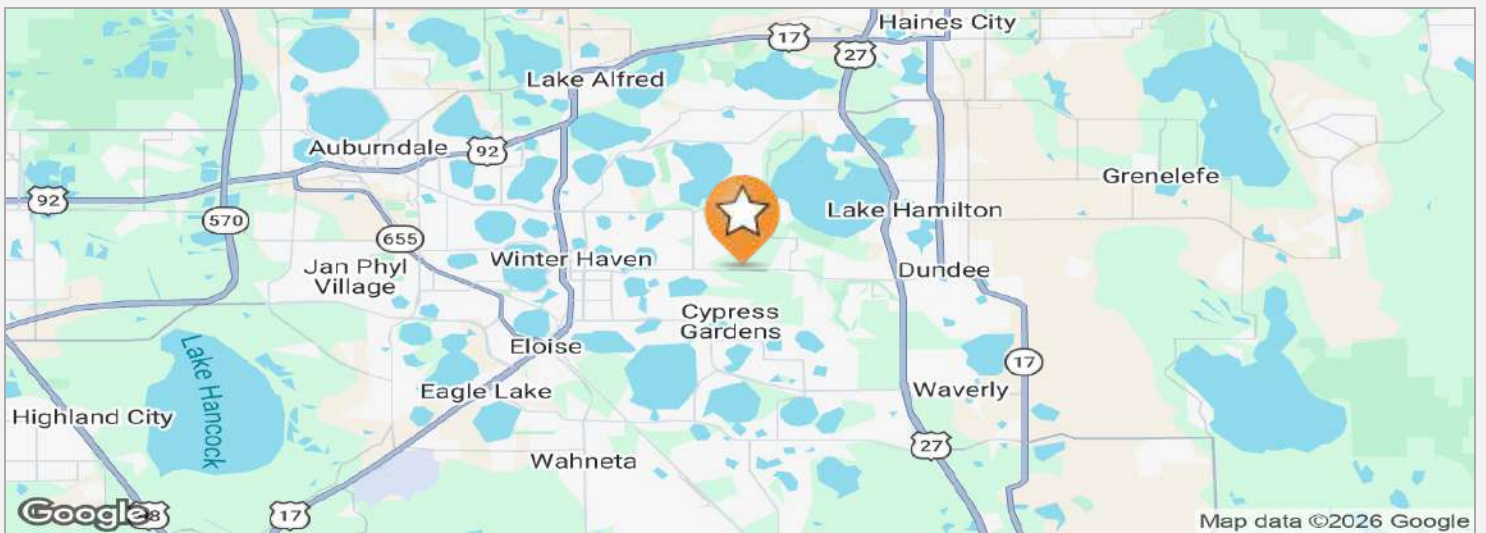 Haines City
17
27
Lake Alfred
Auburndale
92
Grenelefe
92
570
Lake Hamilton
655
Winter Haven
Jan Phyl
Village
Dundee
Cypress
Gardens
Eloise
Lake Hancock
17
Eagle Lake
Waverly
Highland City
27
Wahneta
Google
17
Map data ©2026 Google